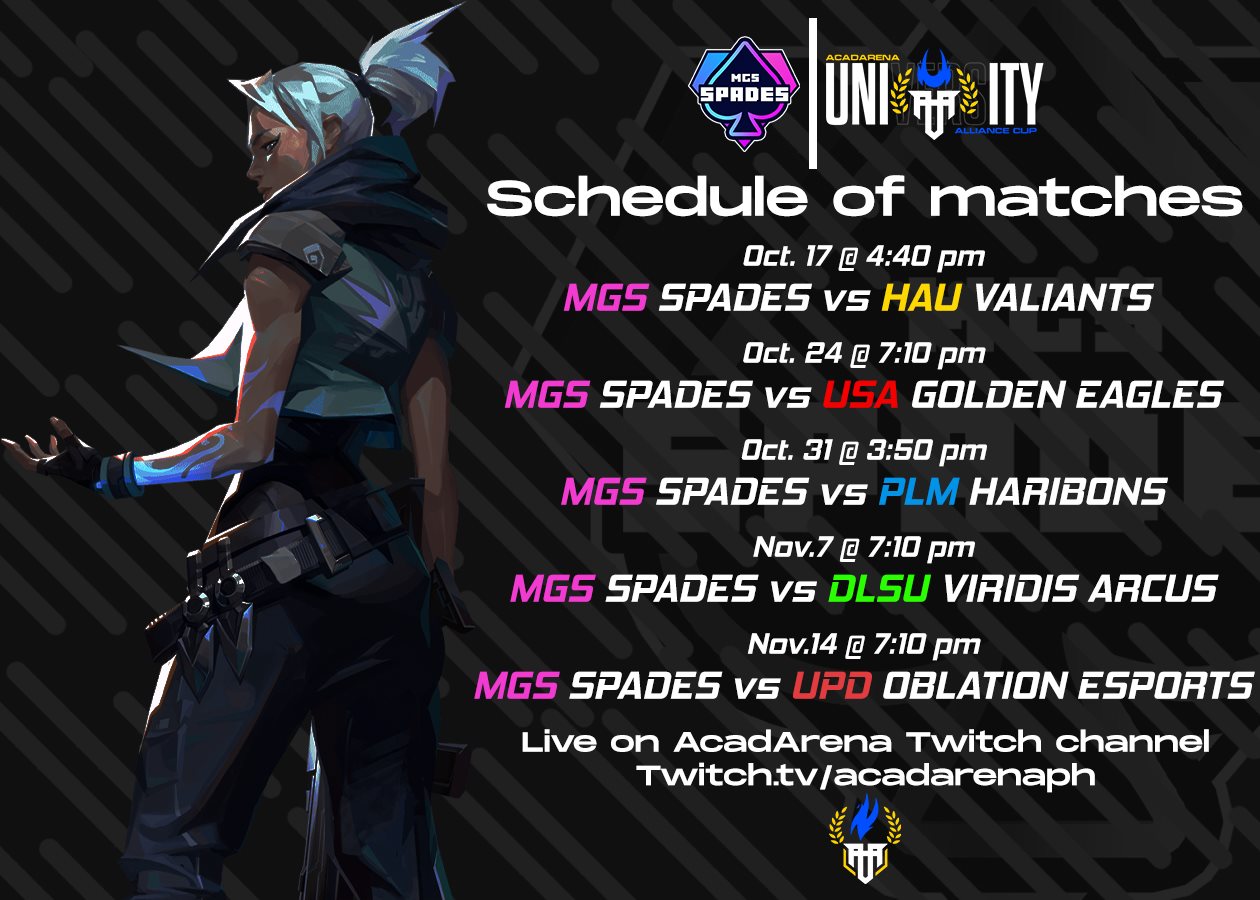 MGS
SPADES
ACADARENA
UNI
VERS
ITY
ALLIANCE CUP
Schedule of matches
Oct. 17 @ 4:40 pm
MGS SPADES vs HAU VALIANTS
Oct. 24 @ 7:10 pm
MGS SPADES vs USA GOLDEN EAGLES
Oct. 31 @ 3:50 pm
MGS SPADES vs PLM HARIBONS
Nov.7 @ 7:10 pm
MGS SPADES vs DLSU VIRIDIS ARCUS
Nov.14 @ 7:10 pm
MGS SPADES vs UPD OBLATION ESPORTS
Live on AcadArena Twitch channel
Twitch.tv/acadarenaph